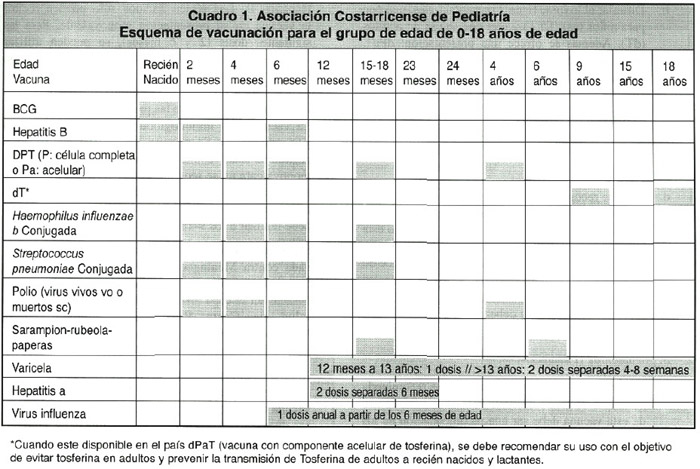 Cuadro 1. Asociación Costarricense de Pediatría
Esquema de vacunación para el grupo de edad de 0-18 años de edad
Edad Recién 2 4 6 12 15-18 23 24 4 6 9 15 18
Vacuna Nacido meses meses meses meses meses meses meses años años años años años
BCG
Hepatitis B
DPT (P: célula completa
o Pa: acelular)
dT*
Haemophilus influenzae
b Conjugada
Streptococcus
pneumoniae Conjugada
Polio (virus vivos vo o
muertos sc)
Sarampion-rubeola-
paperas
Varicela 12 meses a 13 años: 1 dosis // >13 años: 2 dosis separadas 4-8 semanas
Hepatitis a 2 dosis separadas 6 meses
Virus influenza 1 dosis anual a partir de los 6 meses de edad
*Cuando este disponible en el país dPaT (vacuna con componente acelular de tosferina), se debe recomendar su uso con el objetivo
de evitar tosferina en adultos y prevenir la transmisión de Tosferina de adultos a recién nacidos y lactantes.